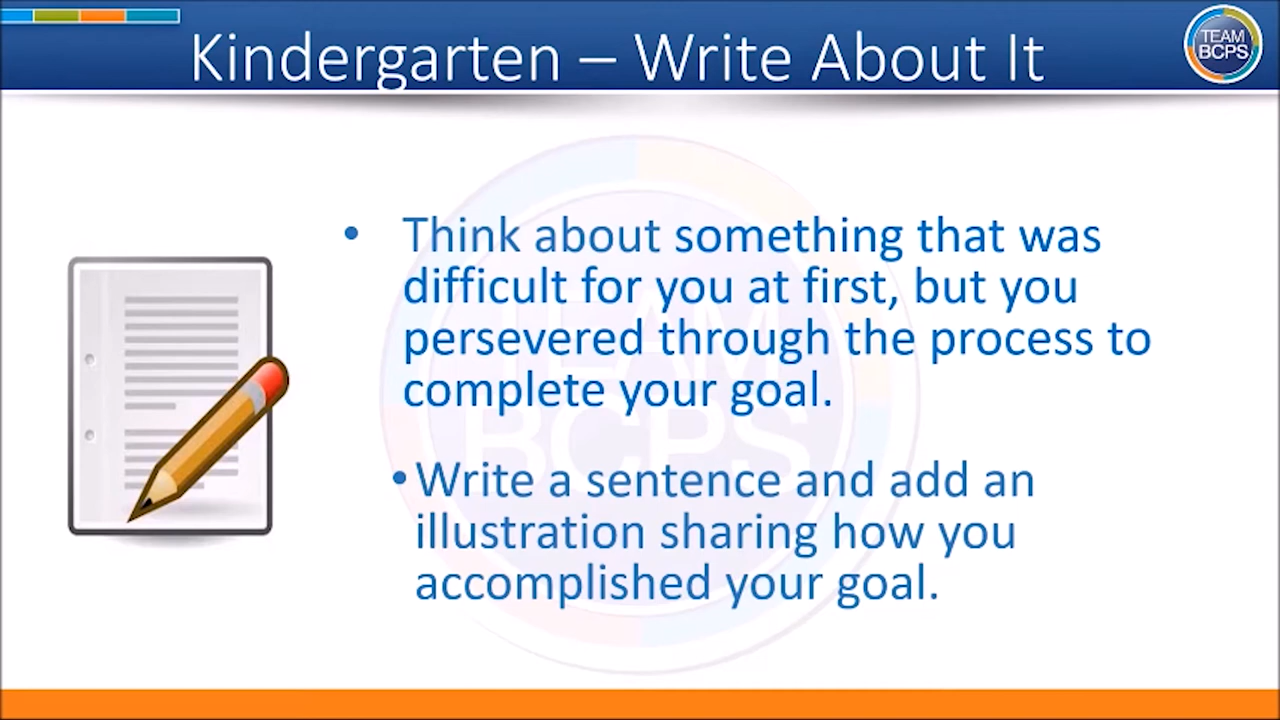 Kindergarten – Write About It
TEAM
BCPS
• Think about something that was
difficult for you at first, but you
persevered through the process to
complete your goal.
•Write a sentence and add an
illustration sharing how you
accomplished your goal.
TEAM
BCPS